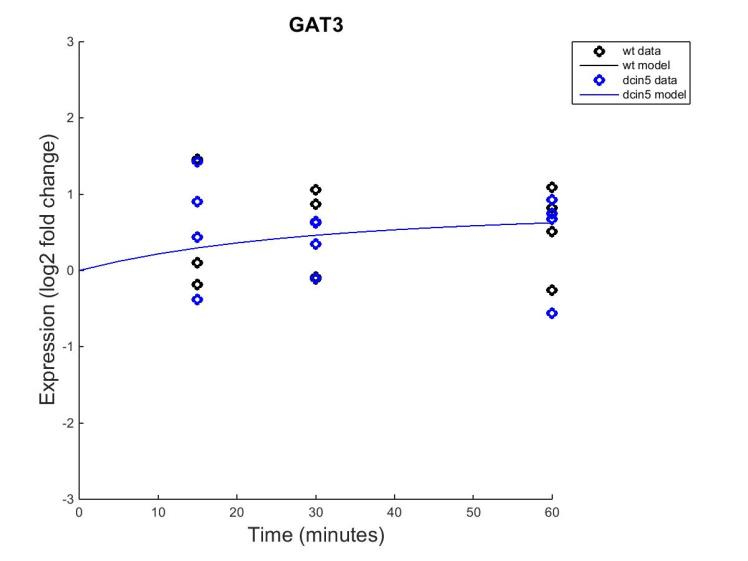 GAT3
3
2
1
0
-1
-2
-3
Expression (log2 fold change)
0 10 20 30 40 50 60
Time (minutes)
wt data
wt model
dcin5 data
dcin5 model